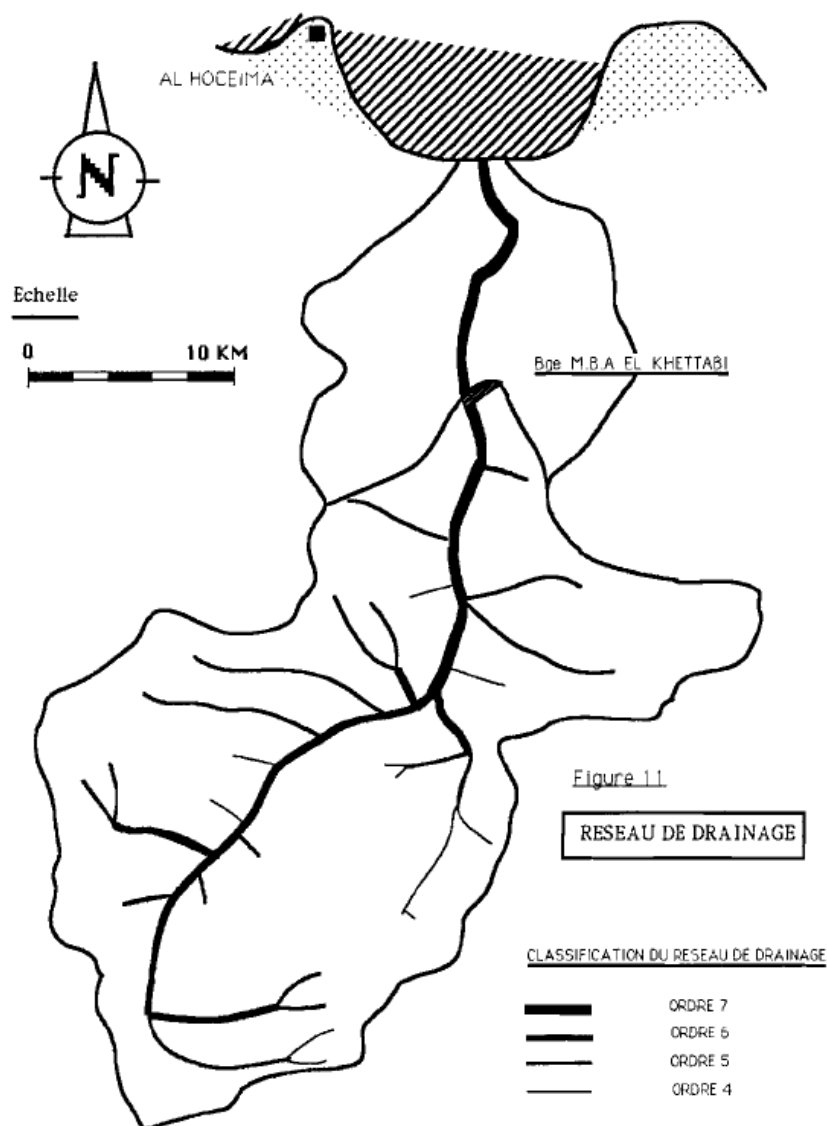 AL HOCEIMA
N
Echelle
0 10 KM
Bge M.B.A EL KHETTABI
Figure 11
RESEAU DE DRAINAGE
CLASSIFICATION DU RESEAU DE DRAINAGE
ORDRE 7
ORDRE 6
ORDRE 5
ORDRE 4